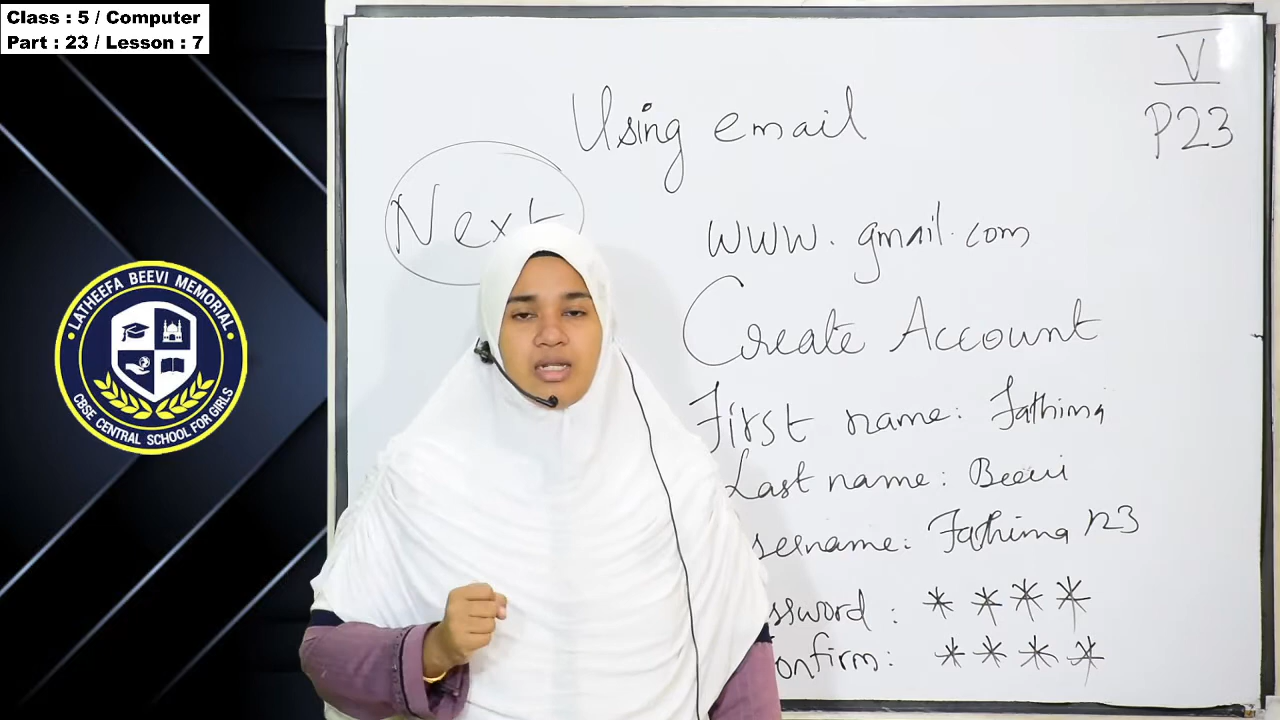 Class : 5 / Computer
Part : 23 / Lesson : 7
LATHEEFA BEEVI MEMORIAL
CBSE CENTRAL SCHOOL FOR GIRLS
V
P23
Using email
Next
www.gmail.com
Create Account
First name: Fathima
Last name: Beevi
sername: Fathima 123
ssword : * * * *
onfirm: * * * *